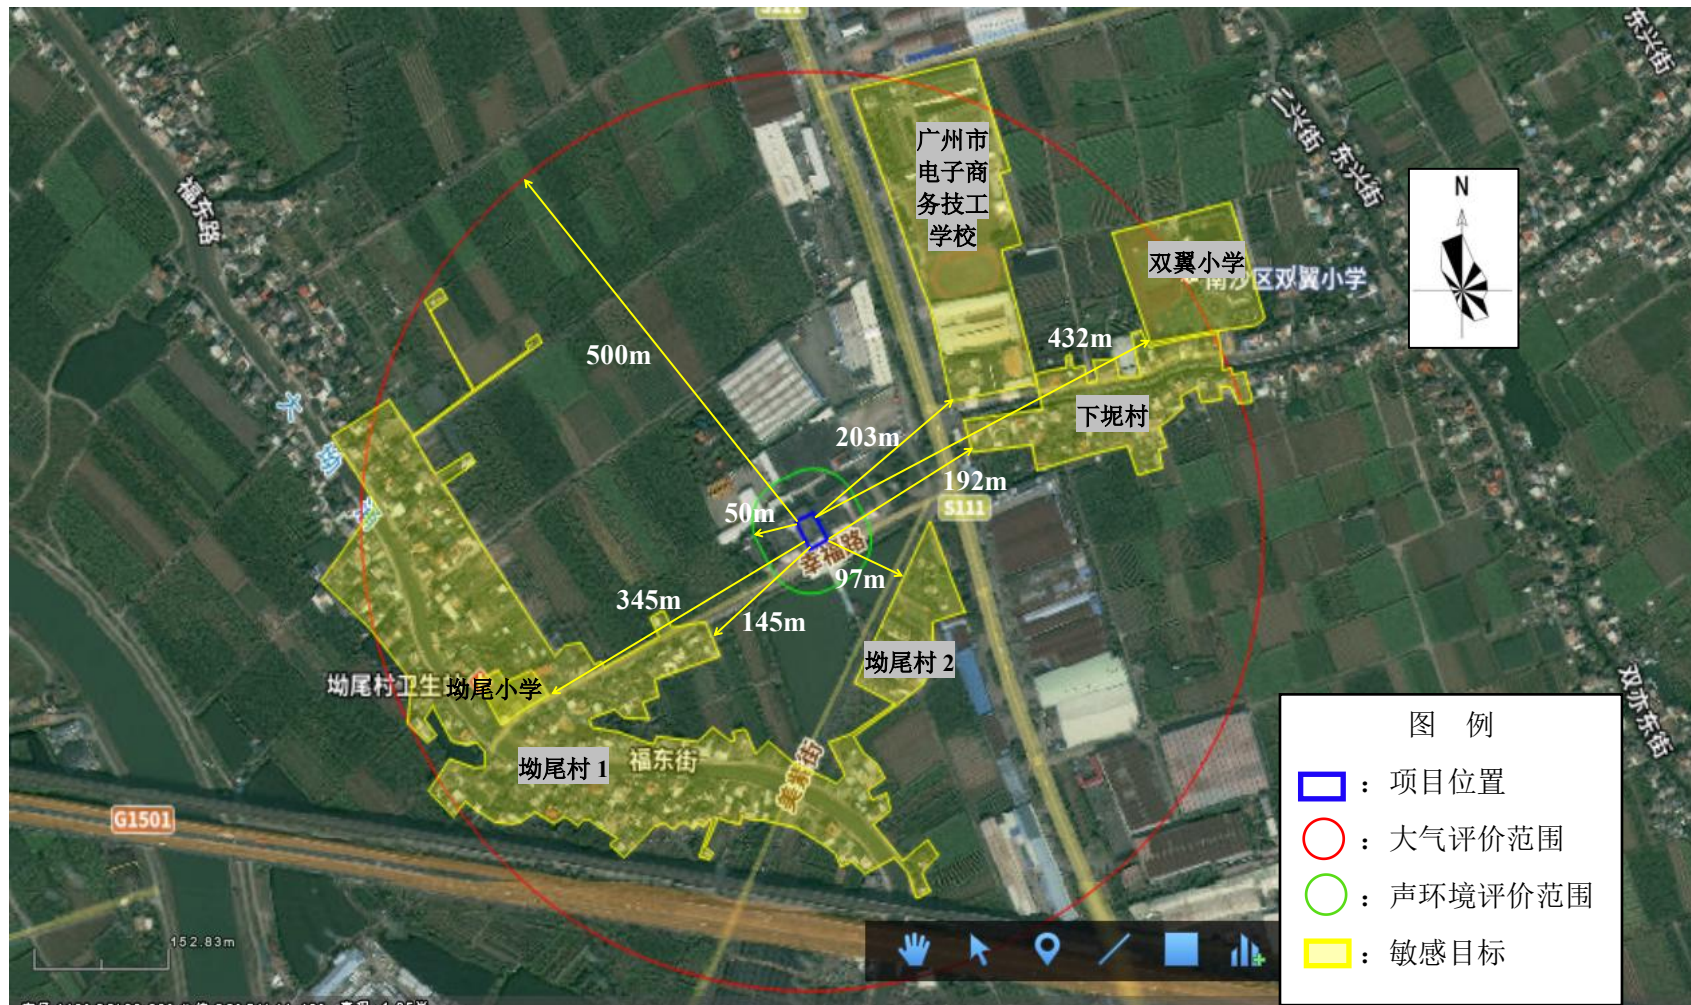 S111
东兴街
广州市
电子商
务技工
学校
二兴街
东兴街
N
福东路
双翼小学
南沙区双翼小学
500m
432m
大
坳
下坭村
203m
192m
50m
S111
幸福路
97m
345m
145m
坳尾村 2
坳尾村卫生
坳尾小学
双亦东街
坳尾村 1
福东街
G1501
152.83m
图 例
：项目位置
：大气评价范围
：声环境评价范围
：敏感目标